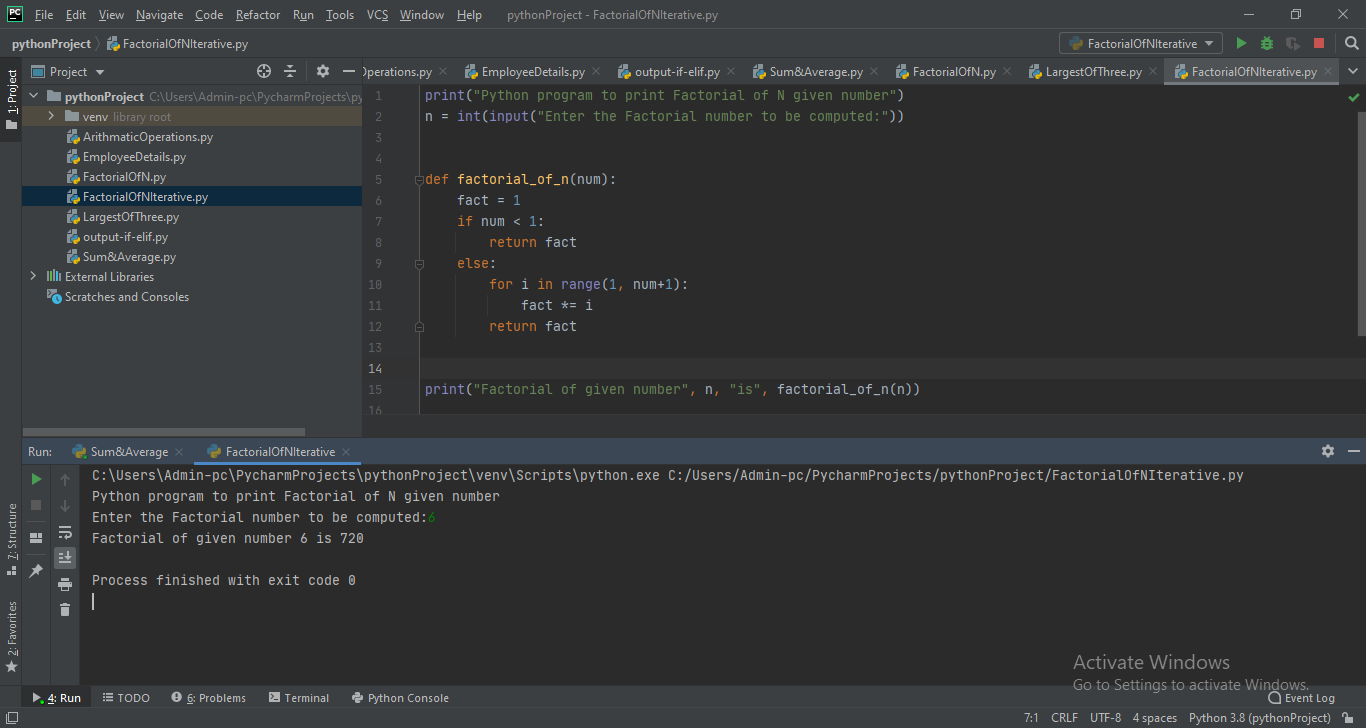 PC File Edit View Navigate Code Refactor Run Tools VCS Window Help pythonProject - FactorialOfNIterative.py
pythonProject FactorialOfNIterative.py FactorialOfNIterative
1: Project
Project
Operations.py EmployeeDetails.py output-if-elif.py Sum&Average.py FactorialOfN.py LargestOfThree.py FactorialOfNIterative.py
pythonProject C:\Users\Admin-pc\PycharmProjects\py
venv library root
ArithmaticOperations.py
EmployeeDetails.py
FactorialOfN.py
FactorialOfNIterative.py
LargestOfThree.py
output-if-elif.py
Sum&Average.py
External Libraries
Scratches and Consoles
1 print("Python program to print Factorial of N given number")
2 n = int(input("Enter the Factorial number to be computed:"))
3
4
5 def factorial_of_n(num):
6 fact = 1
7 if num < 1:
8 return fact
9 else:
10 for i in range(1, num+1):
11 fact *= i
12 return fact
13
14
15 print("Factorial of given number", n, "is", factorial_of_n(n))
16
Run: Sum&Average FactorialOfNIterative
C:\Users\Admin-pc\PycharmProjects\pythonProject\venv\Scripts\python.exe C:/Users/Admin-pc/PycharmProjects/pythonProject/FactorialOfNIterative.py
Python program to print Factorial of N given number
Enter the Factorial number to be computed:6
Factorial of given number 6 is 720
Process finished with exit code 0
7: Structure
2: Favorites
Activate Windows
Go to Settings to activate Windows.
4: Run TODO 6: Problems Terminal Python Console Event Log
7:1 CRLF UTF-8 4 spaces Python 3.8 (pythonProject)